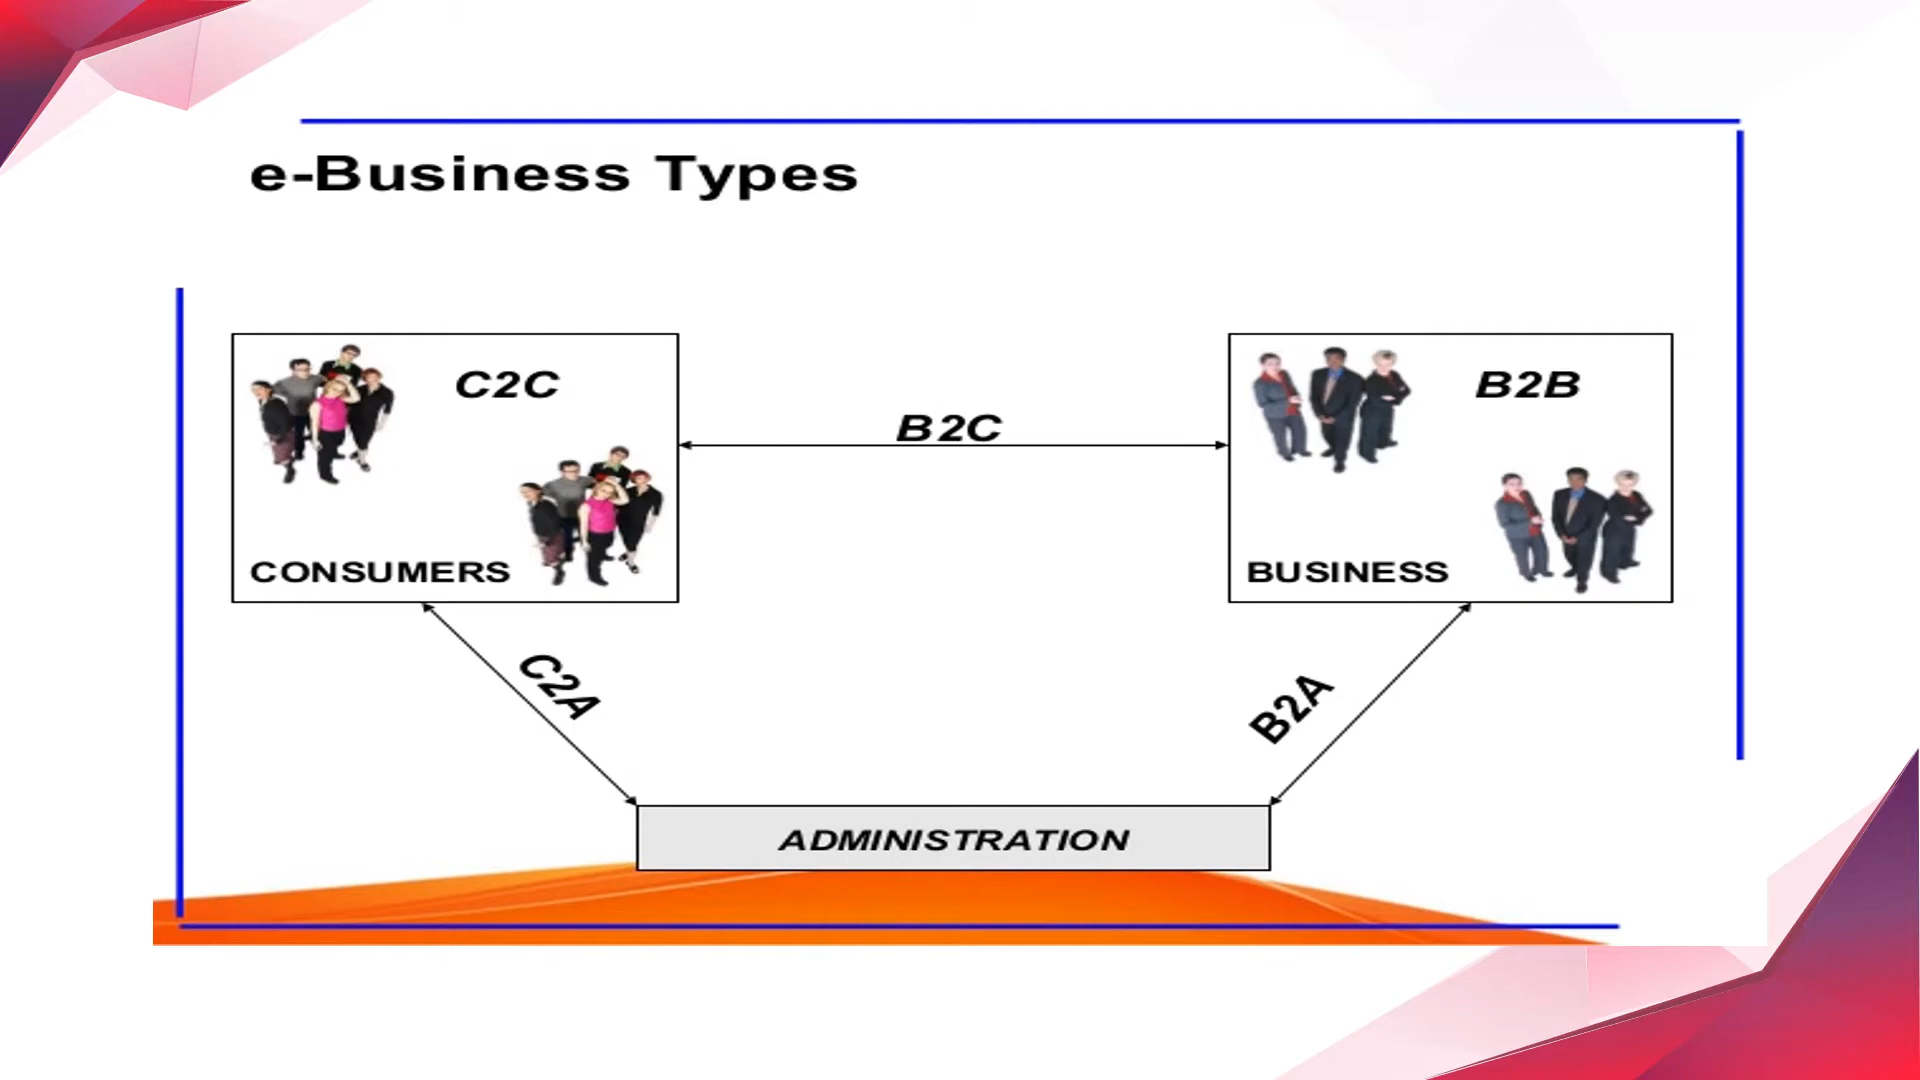 e-Business Types
C2C
B2C
B2B
CONSUMERS
BUSINESS
C2A
B2A
ADMINISTRATION